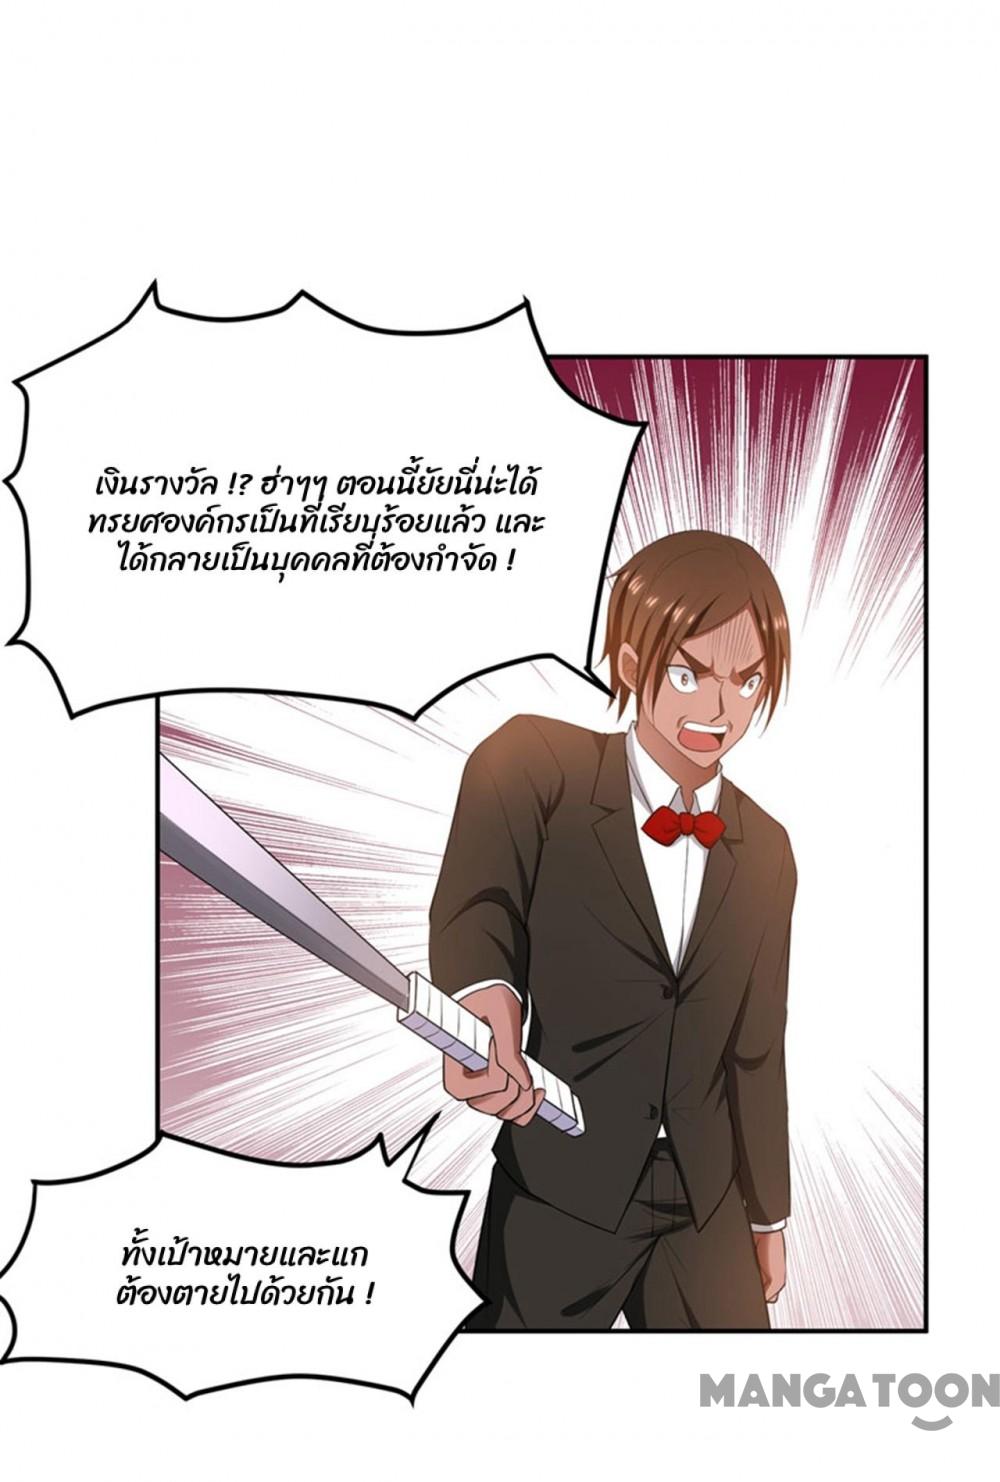 เงินรางวัล !? ฮ่าๆๆ ตอนนี้ยัยนี่น่ะได้
ทรยศองค์กรเป็นที่เรียบร้อยแล้ว และ
ได้กลายเป็นบุคคลที่ต้องกำจัด !
ทั้งเป้าหมายและแก
ต้องตายไปด้วยกัน !
MANGATOON